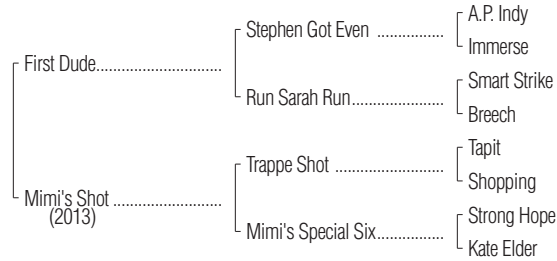 A.P. Indy
Stephen Got Even ................
Immerse
First Dude..............................
Smart Strike
Run Sarah Run......................
Breech
Tapit
Trappe Shot ..........................
Shopping
Mimi's Shot ..........................
(2013)
Strong Hope
Mimi's Special Six................
Kate Elder